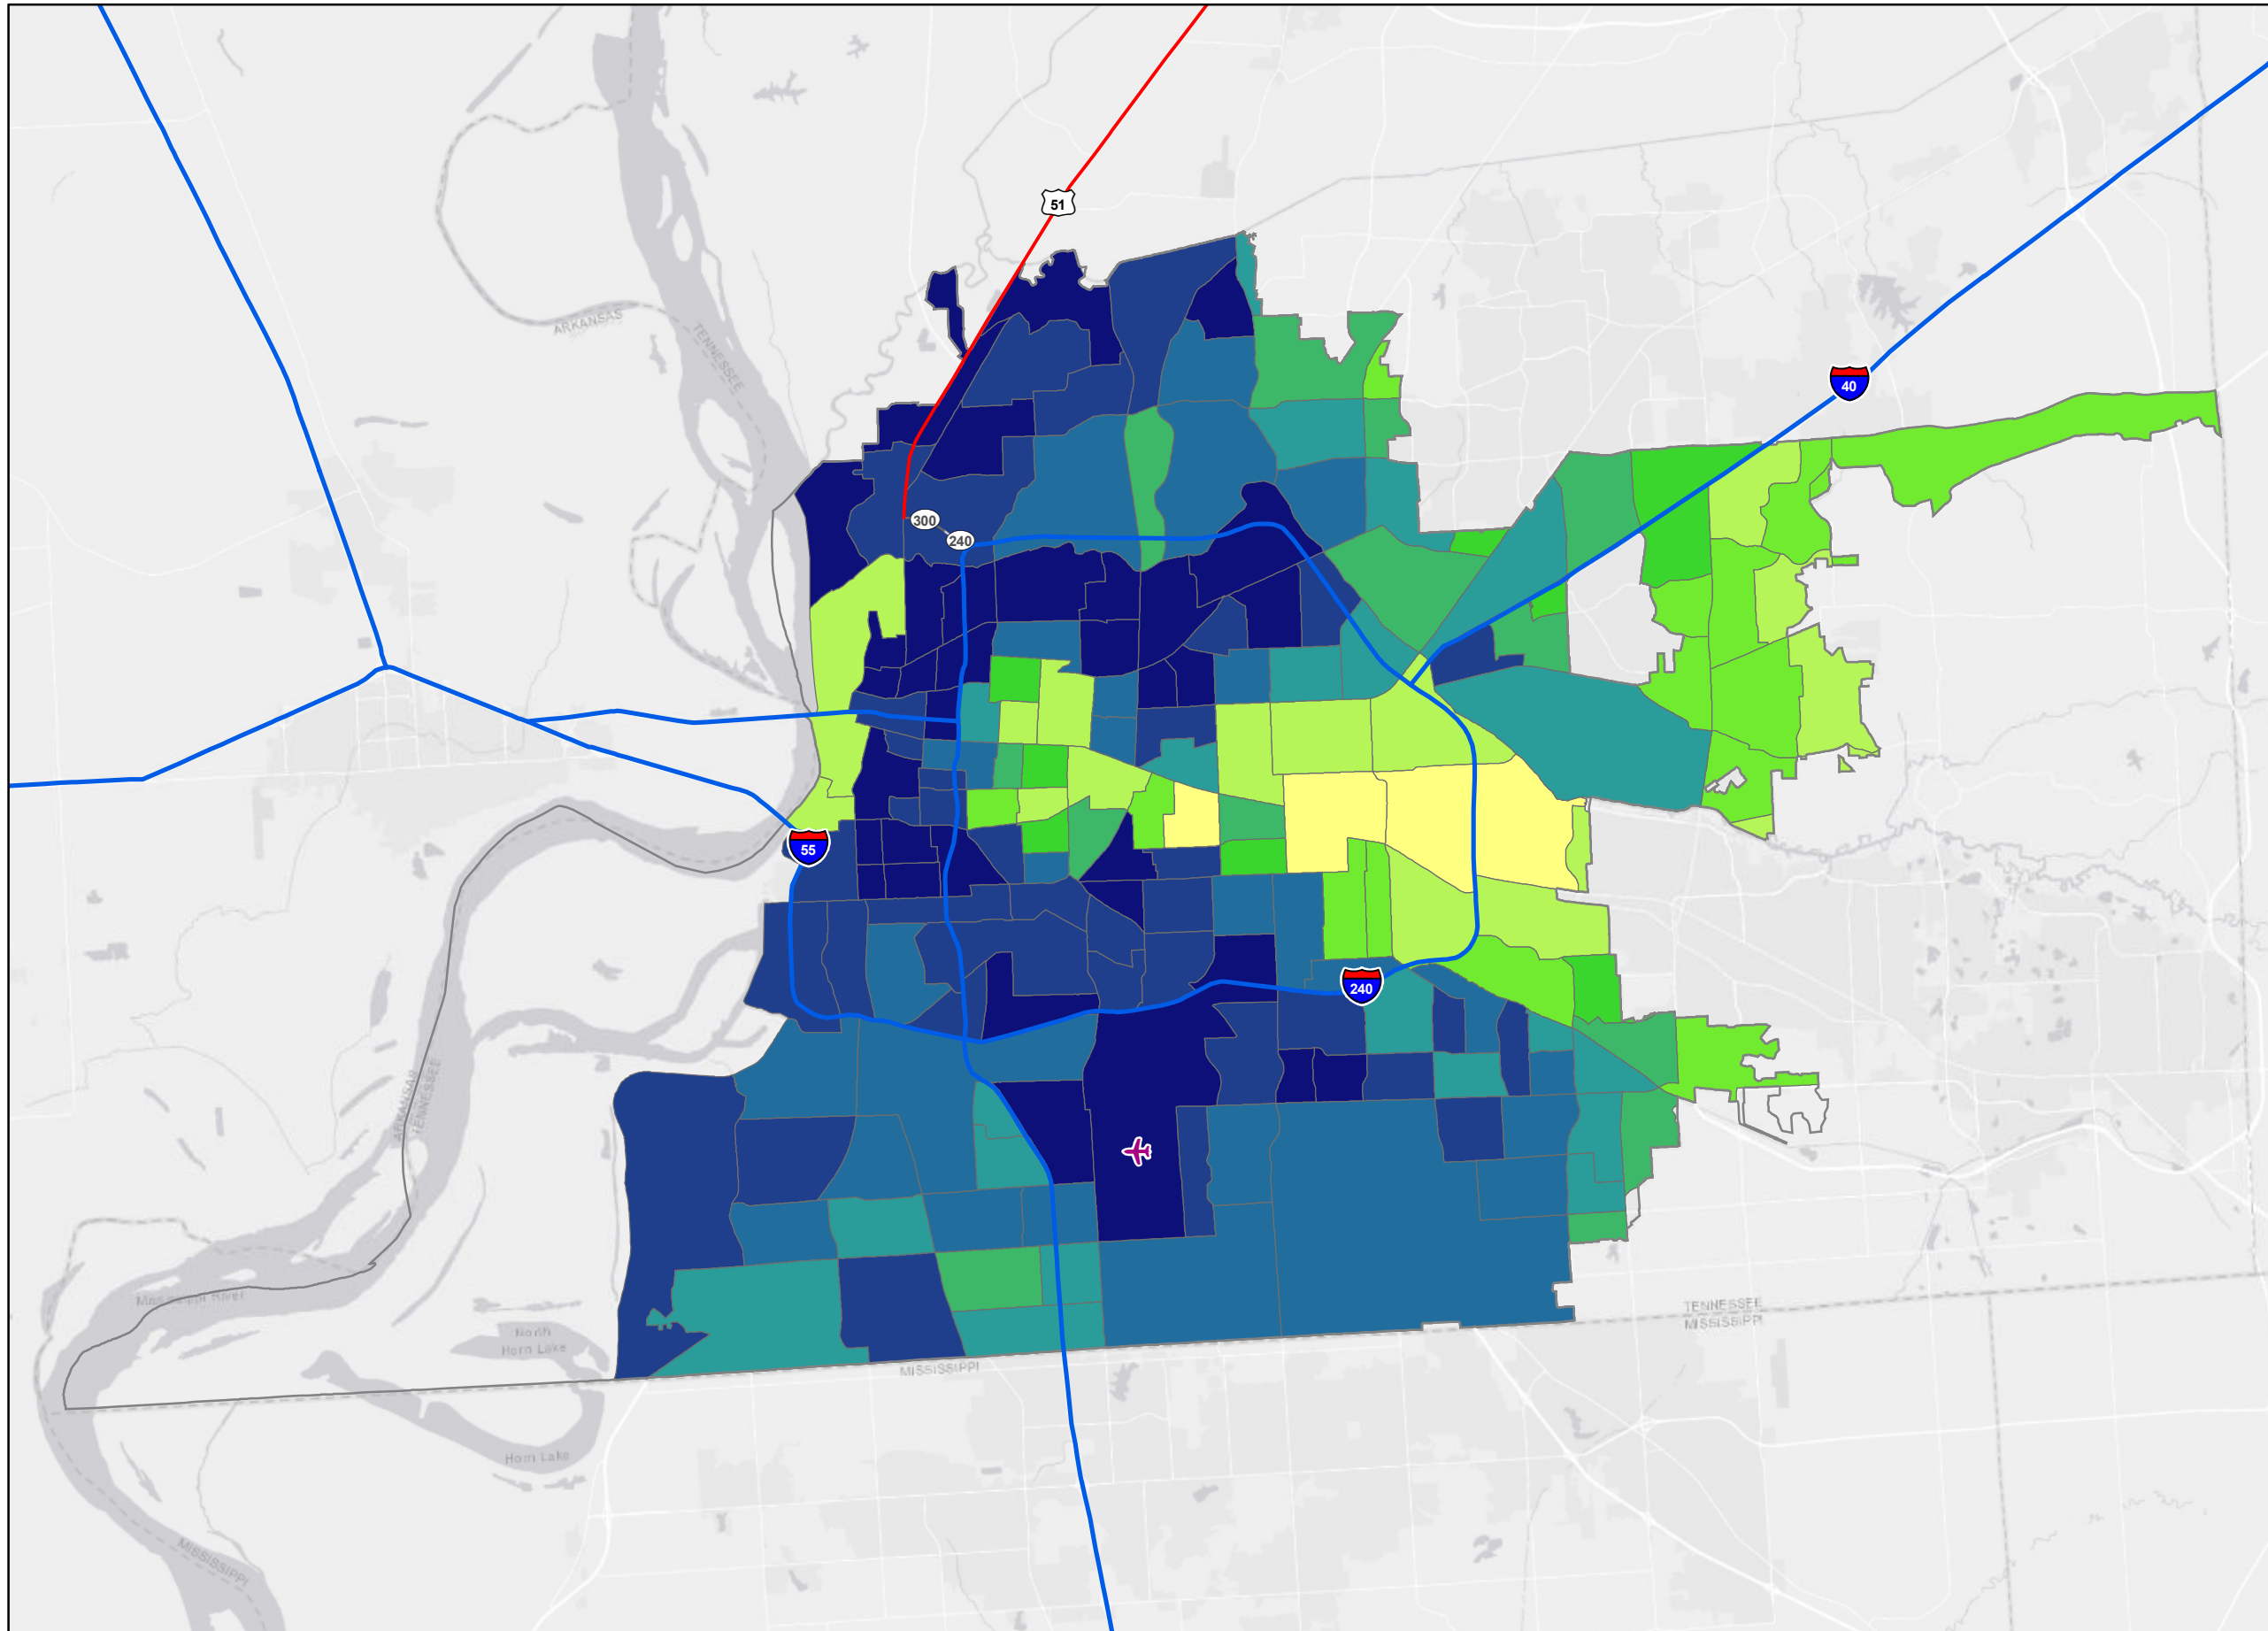 51
ARKANSAS
TENNESSEE
40
300
240
55
240
ARKANSAS
TENNESSEE
Mississippi River
TENNESSEE
MISSISSIPPI
North
Horn Lake
MISSISSIPPI
Horn Lake
MISSISSIPPI